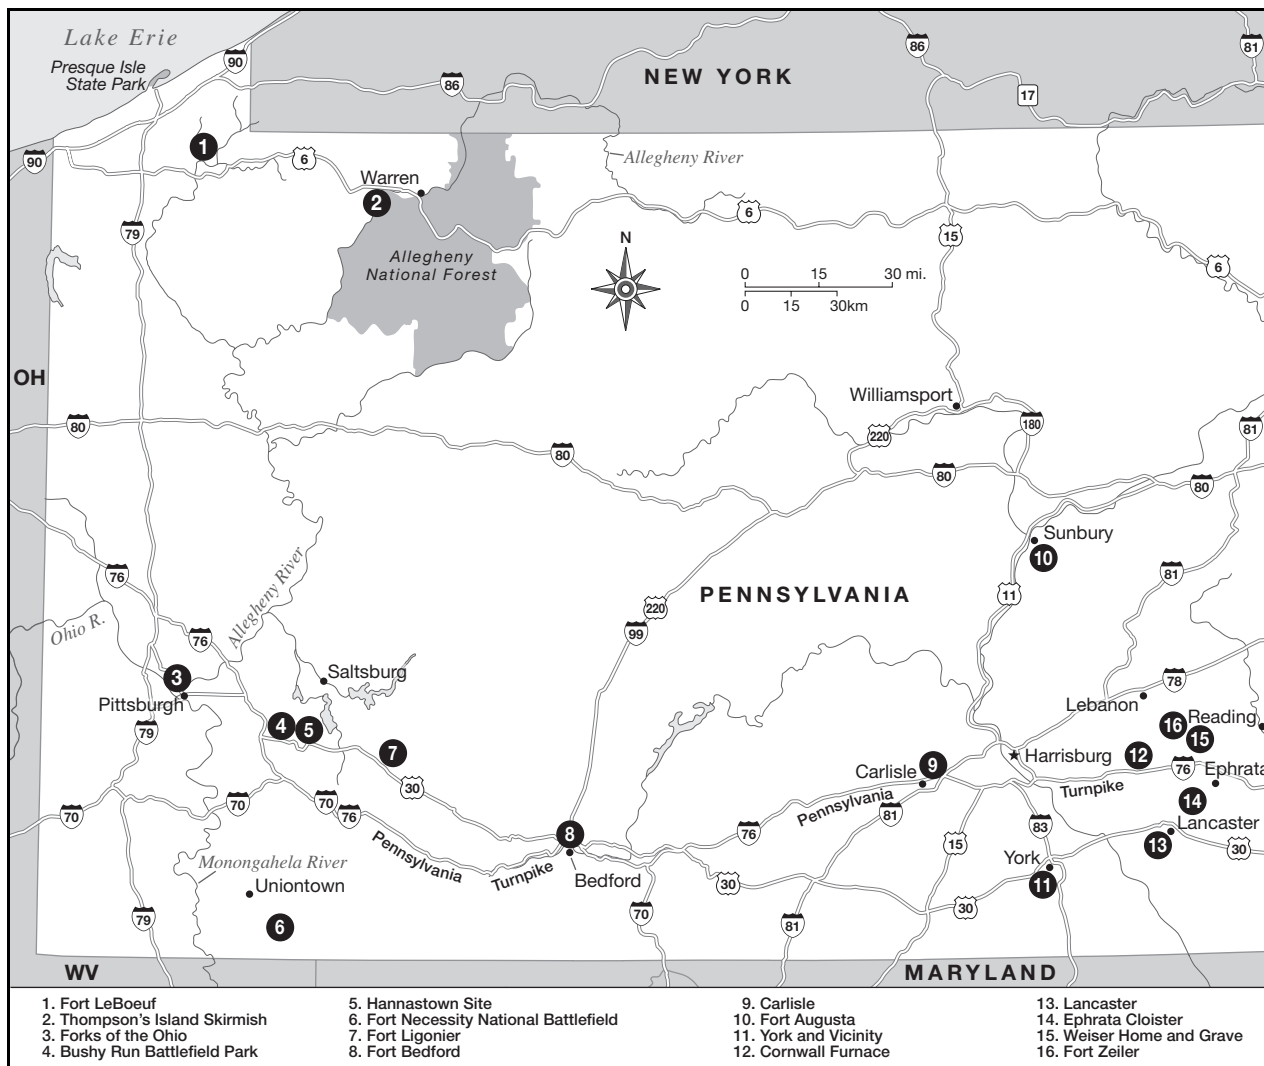 Lake Erie
Presque Isle
State Park
90
86
86
81
NEW YORK
17
90
1
6
Allegheny River
Warren
2
6
79
15
N
Allegheny
National Forest
0 15 30 mi.
0 15 30km
6
OH
Williamsport
80
220
180
81
80
80
80
Sunbury
10
76
81
PENNSYLVANIA
11
220
99
Allegheny River
Ohio R.
76
3
Saltsburg
Pittsburgh
78
Lebanon
16
Reading
15
79
4
5
7
9
Harrisburg
12
76
Carlisle
Ephrata
Turnpike
30
70
70
70
76
Pennsylvania
81
14
83
Lancaster
13
30
8
76
15
Pennsylvania
Turnpike
Bedford
York
11
Monongahela River
Uniontown
30
30
6
79
70
81
WV
MARYLAND
1. Fort LeBoeuf
2. Thompson's Island Skirmish
3. Forks of the Ohio
4. Bushy Run Battlefield Park
5. Hannastown Site
6. Fort Necessity National Battlefield
7. Fort Ligonier
8. Fort Bedford
9. Carlisle
10. Fort Augusta
11. York and Vicinity
12. Cornwall Furnace
13. Lancaster
14. Ephrata Cloister
15. Weiser Home and Grave
16. Fort Zeiler